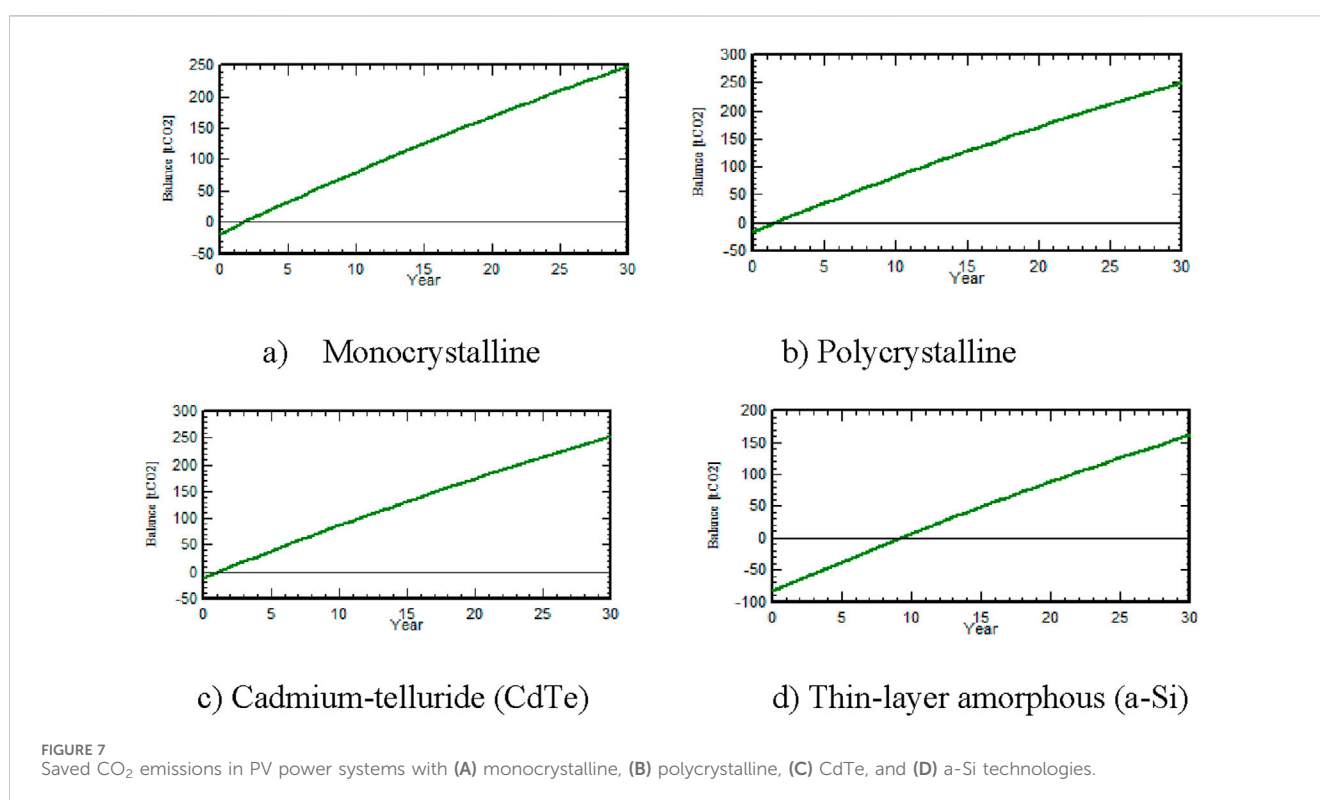 250
200
150
100
50
0
-50
Balance [tCO2]
0 5 10 15 20 25 30
Year
a) Monocrystalline
300
250
200
150
100
50
0
-50
Balance [tCO2]
0 5 10 15 20 25 30
Year
b) Polycrystalline
300
250
200
150
100
50
0
-50
Balance [tCO2]
0 5 10 15 20 25 30
Year
c) Cadmium-telluride (CdTe)
200
150
100
50
0
-50
-100
Balance [tCO2]
0 5 10 15 20 25 30
Year
d) Thin-layer amorphous (a-Si)
FIGURE 7
Saved CO₂ emissions in PV power systems with (A) monocrystalline, (B) polycrystalline, (C) CdTe, and (D) a-Si technologies.